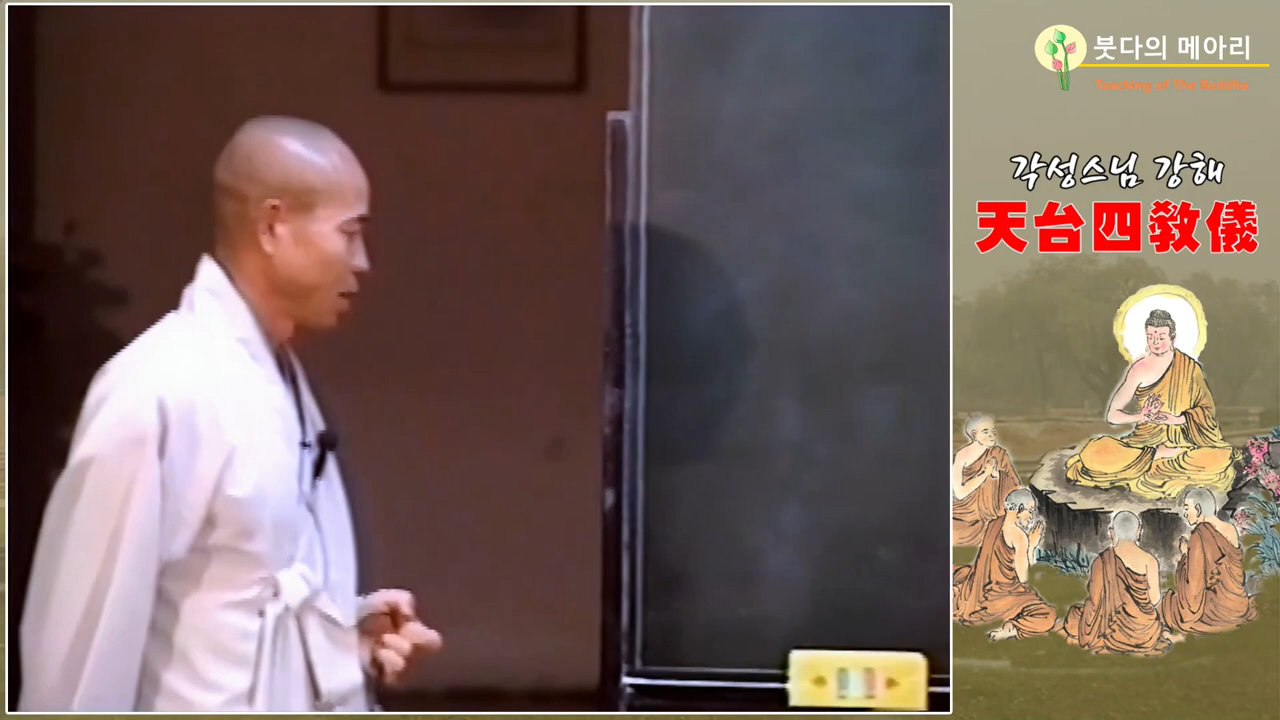 붓다의 메아리
Teaching of The Buddha
각성스님 강해
天台四敎儀